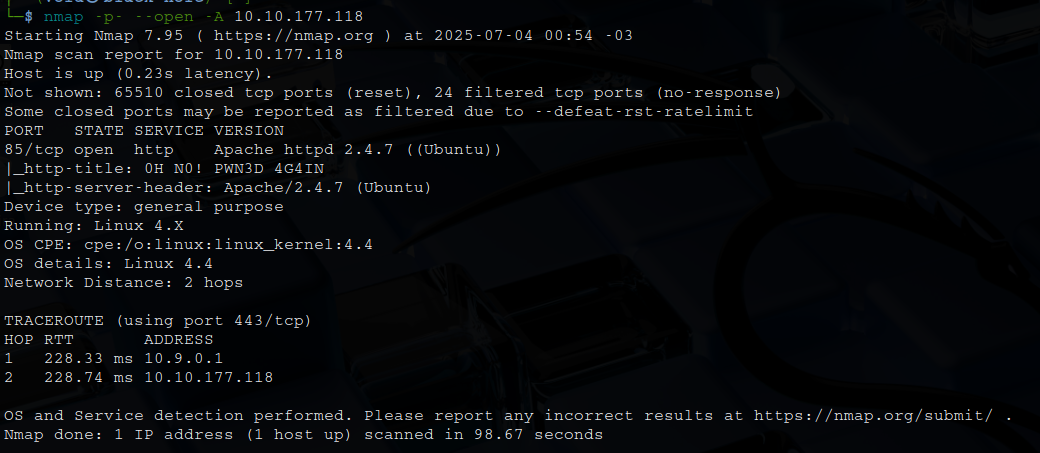 └─$ nmap -p- --open -A 10.10.177.118
Starting Nmap 7.95 ( https://nmap.org ) at 2025-07-04 00:54 -03
Nmap scan report for 10.10.177.118
Host is up (0.23s latency).
Not shown: 65510 closed tcp ports (reset), 24 filtered tcp ports (no-response)
Some closed ports may be reported as filtered due to --defeat-rst-ratelimit
PORT   STATE SERVICE VERSION
85/tcp open  http    Apache httpd 2.4.7 ((Ubuntu))
|_http-title: 0H N0! PWN3D 4G4IN
|_http-server-header: Apache/2.4.7 (Ubuntu)
Device type: general purpose
Running: Linux 4.X
OS CPE: cpe:/o:linux:linux_kernel:4.4
OS details: Linux 4.4
Network Distance: 2 hops
TRACEROUTE (using port 443/tcp)
HOP RTT       ADDRESS
1   228.33 ms 10.9.0.1
2   228.74 ms 10.10.177.118
OS and Service detection performed. Please report any incorrect results at https://nmap.org/submit/ .
Nmap done: 1 IP address (1 host up) scanned in 98.67 seconds